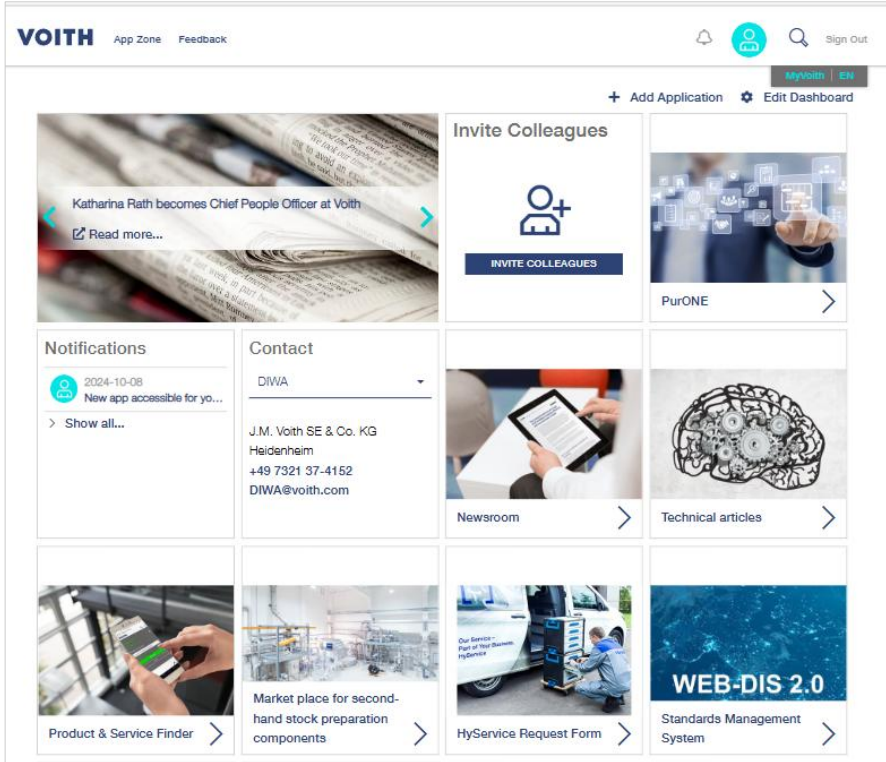 VOITH App Zone Feedback Sign Out
MyVoith EN
Add Application Edit Dashboard
Katharina Rath becomes Chief People Officer at Voith
Read more...
Invite Colleagues
INVITE COLLEAGUES
PurONE
Notifications
2024-10-08
New app accessible for yo...
Show all...
Contact
DIWA
J.M. Voith SE & Co. KG
Heidenheim
+49 7321 37-4152
DIWA@voith.com
Newsroom
Technical articles
Product & Service Finder
Market place for second-
hand stock preparation
components
Our Service –
Part of Your Business.
HyService
HyService Request Form
WEB-DIS 2.0
Standards Management
System